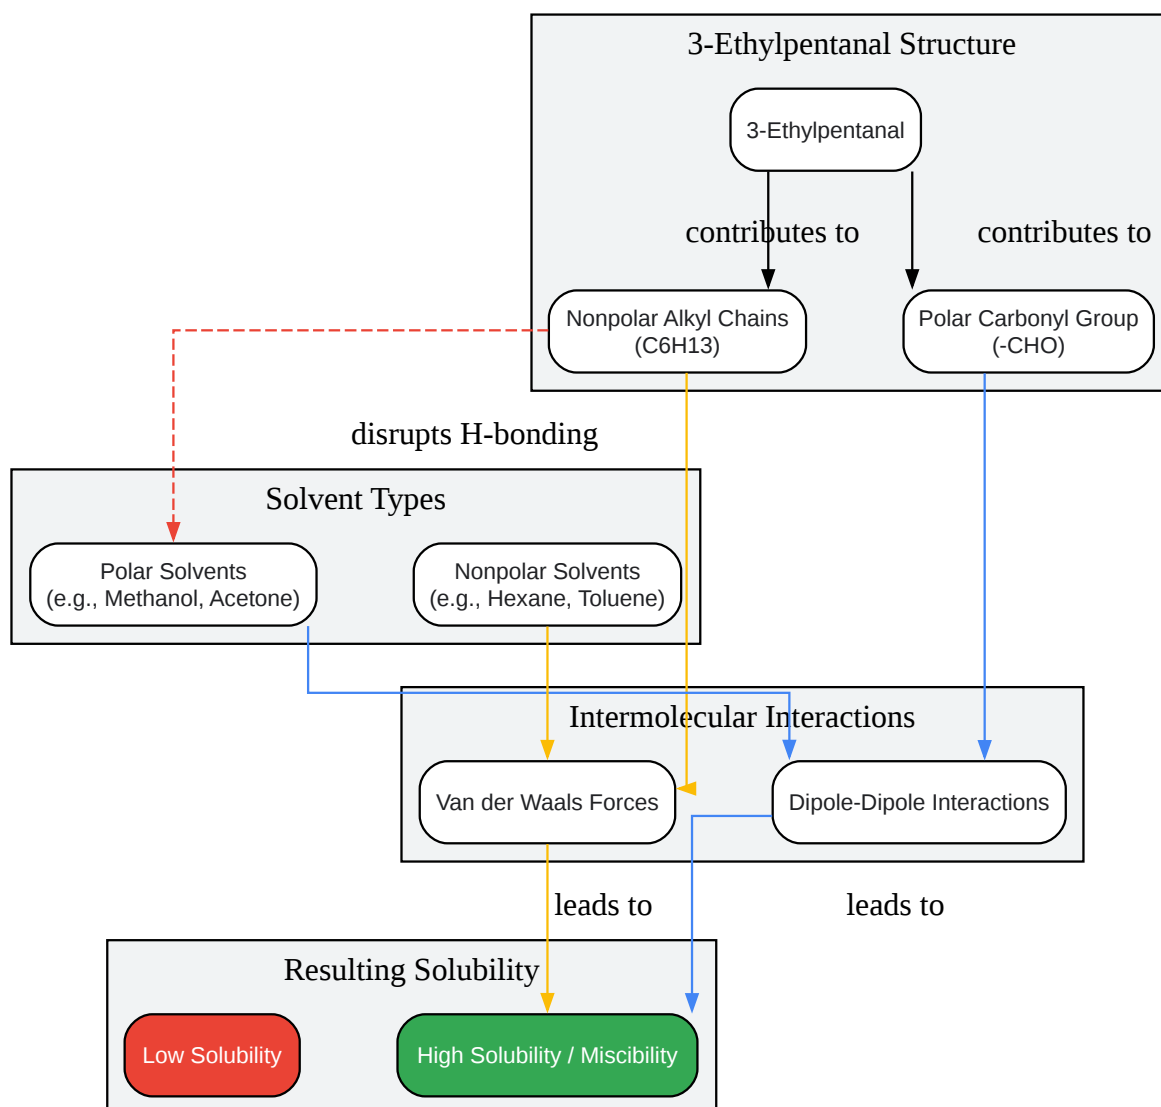 3-Ethylpentanal Structure
3-Ethylpentanal
contributes to
contributes to
Nonpolar Alkyl Chains
(C6H13)
Polar Carbonyl Group
(-CHO)
disrupts H-bonding
Solvent Types
Polar Solvents
(e.g., Methanol, Acetone)
Nonpolar Solvents
(e.g., Hexane, Toluene)
Intermolecular Interactions
Van der Waals Forces
Dipole-Dipole Interactions
leads to
leads to
Resulting Solubility
Low Solubility
High Solubility / Miscibility